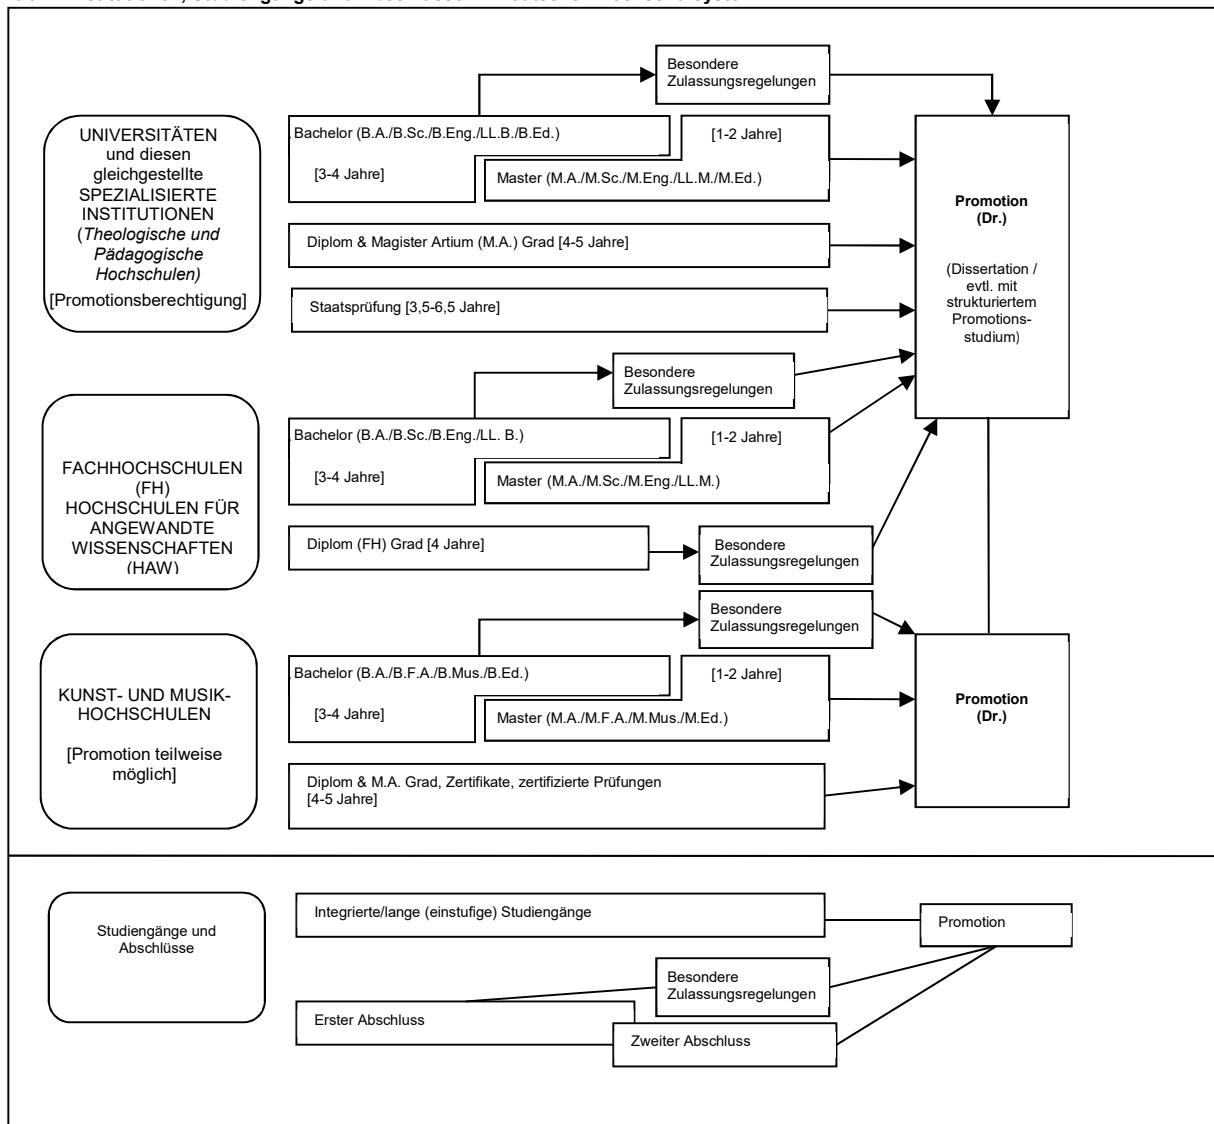 Besondere
Zulassungsregelungen
UNIVERSITÄTEN
und diesen
gleichgestellte
SPEZIALISIERTE
INSTITUTIONEN
(Theologische und
Pädagogische
Hochschulen)
[Promotionsberechtigung]
Bachelor (B.A./B.Sc./B.Eng./LL.B./B.Ed.)
[3-4 Jahre]
[1-2 Jahre]
Master (M.A./M.Sc./M.Eng./LL.M./M.Ed.)
Diplom & Magister Artium (M.A.) Grad [4-5 Jahre]
Staatsprüfung [3,5-6,5 Jahre]
Promotion
(Dr.)
(Dissertation /
evtl. mit
strukturiertem
Promotions-
studium)
Besondere
Zulassungsregelungen
FACHHOCHSCHULEN
(FH)
HOCHSCHULEN FÜR
ANGEWANDTE
WISSENSCHAFTEN
(HAW)
Bachelor (B.A./B.Sc./B.Eng./LL. B.)
[3-4 Jahre]
[1-2 Jahre]
Master (M.A./M.Sc./M.Eng./LL.M.)
Diplom (FH) Grad [4 Jahre]
Besondere
Zulassungsregelungen
Besondere
Zulassungsregelungen
KUNST- UND MUSIK-
HOCHSCHULEN
[Promotion teilweise
möglich]
Bachelor (B.A./B.F.A./B.Mus./B.Ed.)
[3-4 Jahre]
[1-2 Jahre]
Master (M.A./M.F.A./M.Mus./M.Ed.)
Diplom & M.A. Grad, Zertifikate, zertifizierte Prüfungen
[4-5 Jahre]
Promotion
(Dr.)
Studiengänge und
Abschlüsse
Integrierte/lange (einstufige) Studiengänge
Promotion
Besondere
Zulassungsregelungen
Erster Abschluss
Zweiter Abschluss